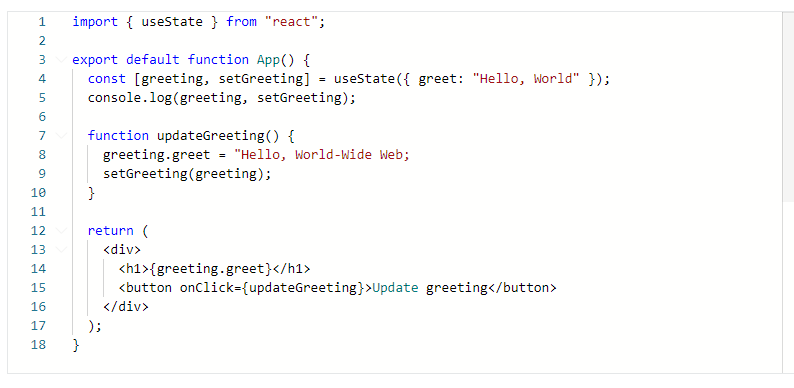 1 import { useState } from "react";
2
3 export default function App() {
4 const [greeting, setGreeting] = useState({ greet: "Hello, World" });
5 console.log(greeting, setGreeting);
6
7 function updateGreeting() {
8 greeting.greet = "Hello, World-Wide Web;
9 setGreeting(greeting);
10 }
11
12 return (
13 <div>
14 <h1>{greeting.greet}</h1>
15 <button onClick={updateGreeting}>Update greeting</button>
16 </div>
17 );
18 }